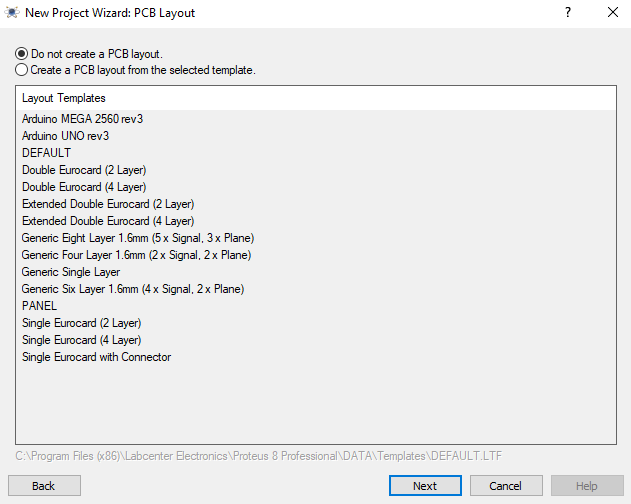 New Project Wizard: PCB Layout
?
Do not create a PCB layout.
Create a PCB layout from the selected template.
Layout Templates
Arduino MEGA 2560 rev3
Arduino UNO rev3
DEFAULT
Double Eurocard (2 Layer)
Double Eurocard (4 Layer)
Extended Double Eurocard (2 Layer)
Extended Double Eurocard (4 Layer)
Generic Eight Layer 1.6mm (5 x Signal, 3 x Plane)
Generic Four Layer 1.6mm (2 x Signal, 2 x Plane)
Generic Single Layer
Generic Six Layer 1.6mm (4 x Signal, 2 x Plane)
PANEL
Single Eurocard (2 Layer)
Single Eurocard (4 Layer)
Single Eurocard with Connector
C:\Program Files (x86)\Labcenter Electronics\Proteus 8 Professional\DATA\Templates\DEFAULT.LTF
Back Next Cancel Help